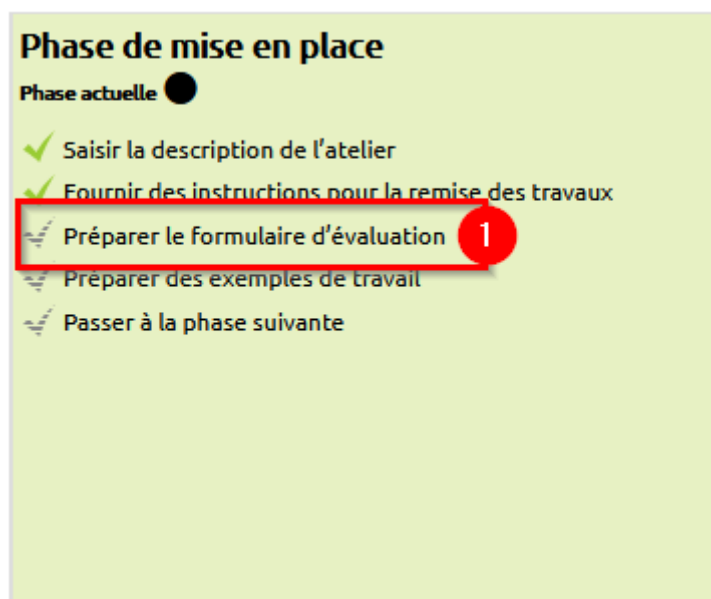 Phase de mise en place
Phase actuelle
Saisir la description de l'atelier
Fournir des instructions pour la remise des travaux
Préparer le formulaire d'évaluation 1
Préparer des exemples de travail
Passer à la phase suivante